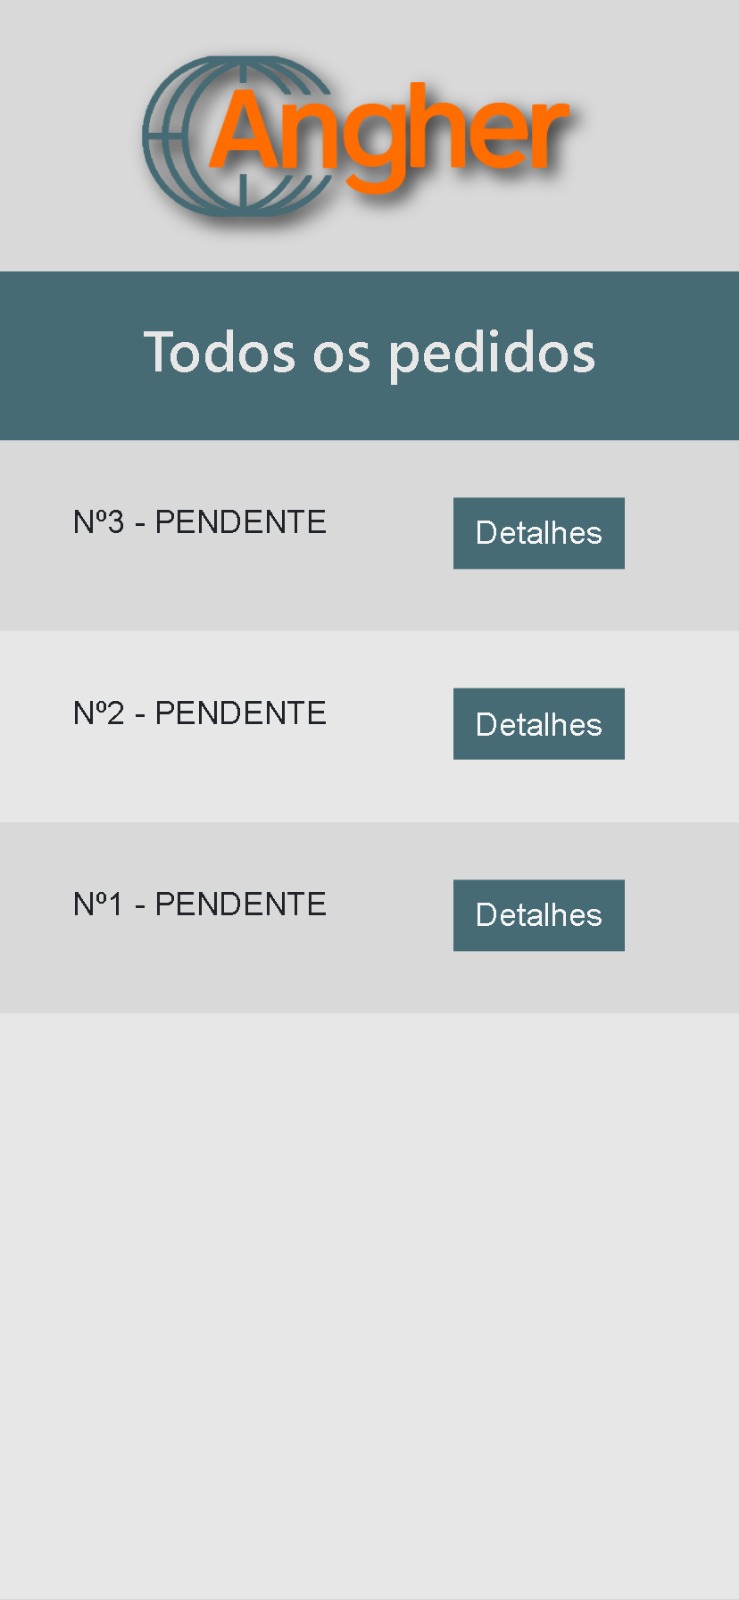 Angher
Todos os pedidos
Nº3 - PENDENTE
Detalhes
Nº2 - PENDENTE
Detalhes
Nº1 - PENDENTE
Detalhes